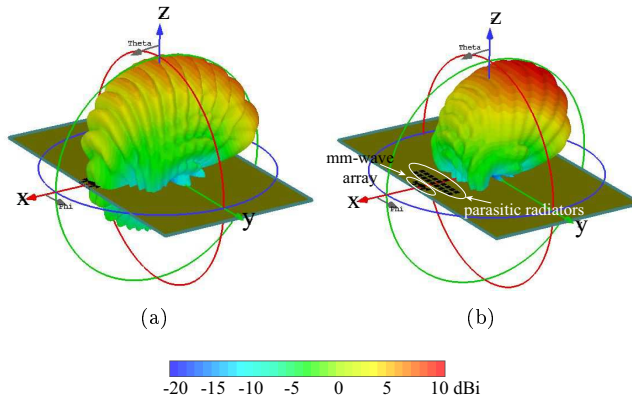 Z
Theta
X
Phi
y
(a)
Z
Theta
mm-wave
array
X
Phi
y
parasitic radiators
(b)
-20 -15 -10 -5 0 5 10 dBi